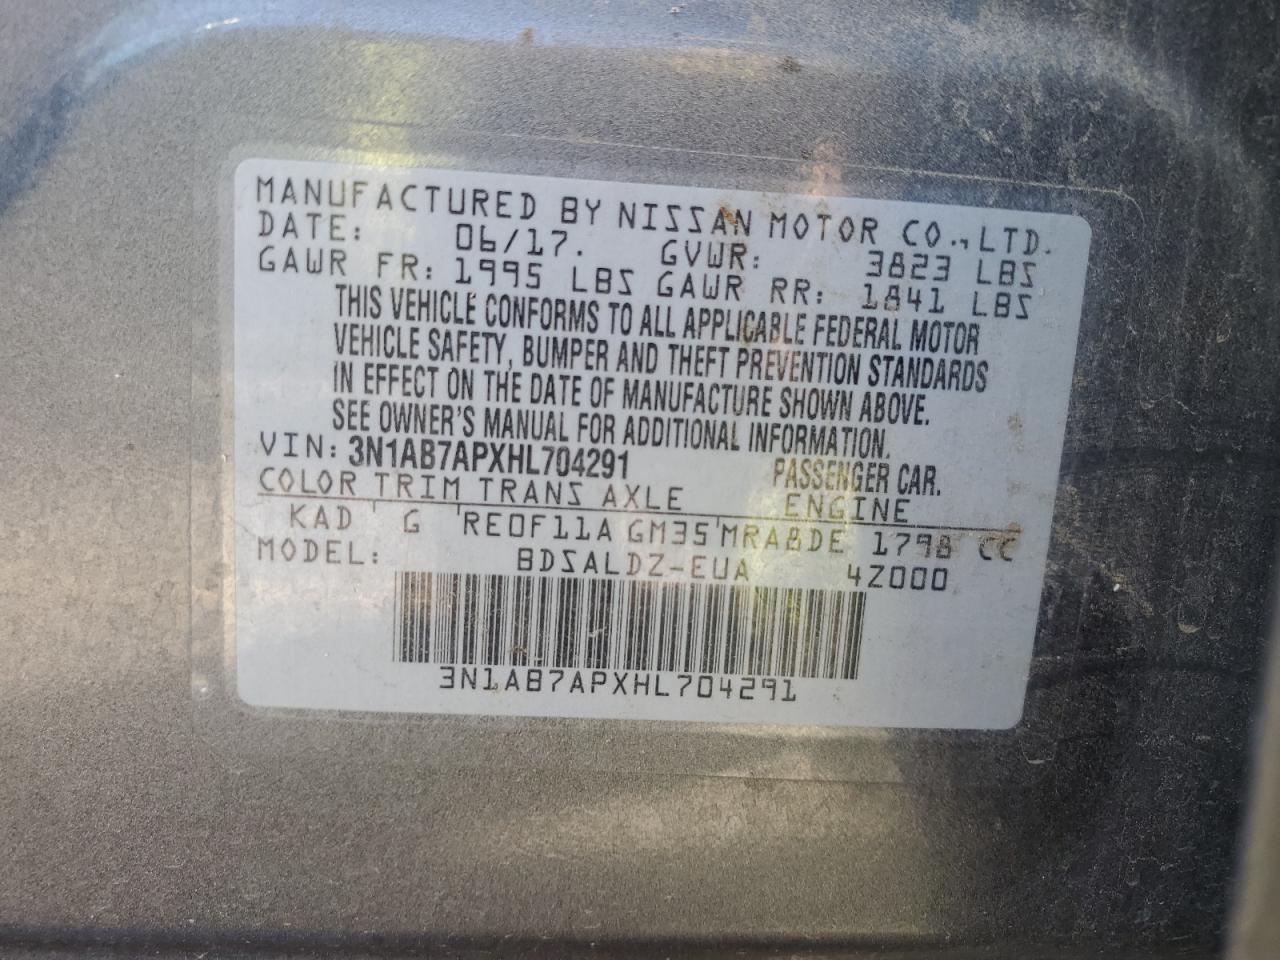 MANUFACTURED BY NISSAN MOTOR CO., LTD.
DATE: 06/17. GVWR: 3823 LBS
GAWR FR: 1995 LBS GAWR RR: 1841 LBS
THIS VEHICLE CONFORMS TO ALL APPLICABLE FEDERAL MOTOR
VEHICLE SAFETY, BUMPER AND THEFT PREVENTION STANDARDS
IN EFFECT ON THE DATE OF MANUFACTURE SHOWN ABOVE.
SEE OWNER'S MANUAL FOR ADDITIONAL INFORMATION.
VIN: 3N1AB7APXHL704291 PASSENGER CAR.
COLOR TRIM TRANS AXLE ENGINE
KAD G RE0F11A GM35 MRA8DE 1798 CC
MODEL: BDSALDZ-EUA 4Z000
3N1AB7APXHL704291